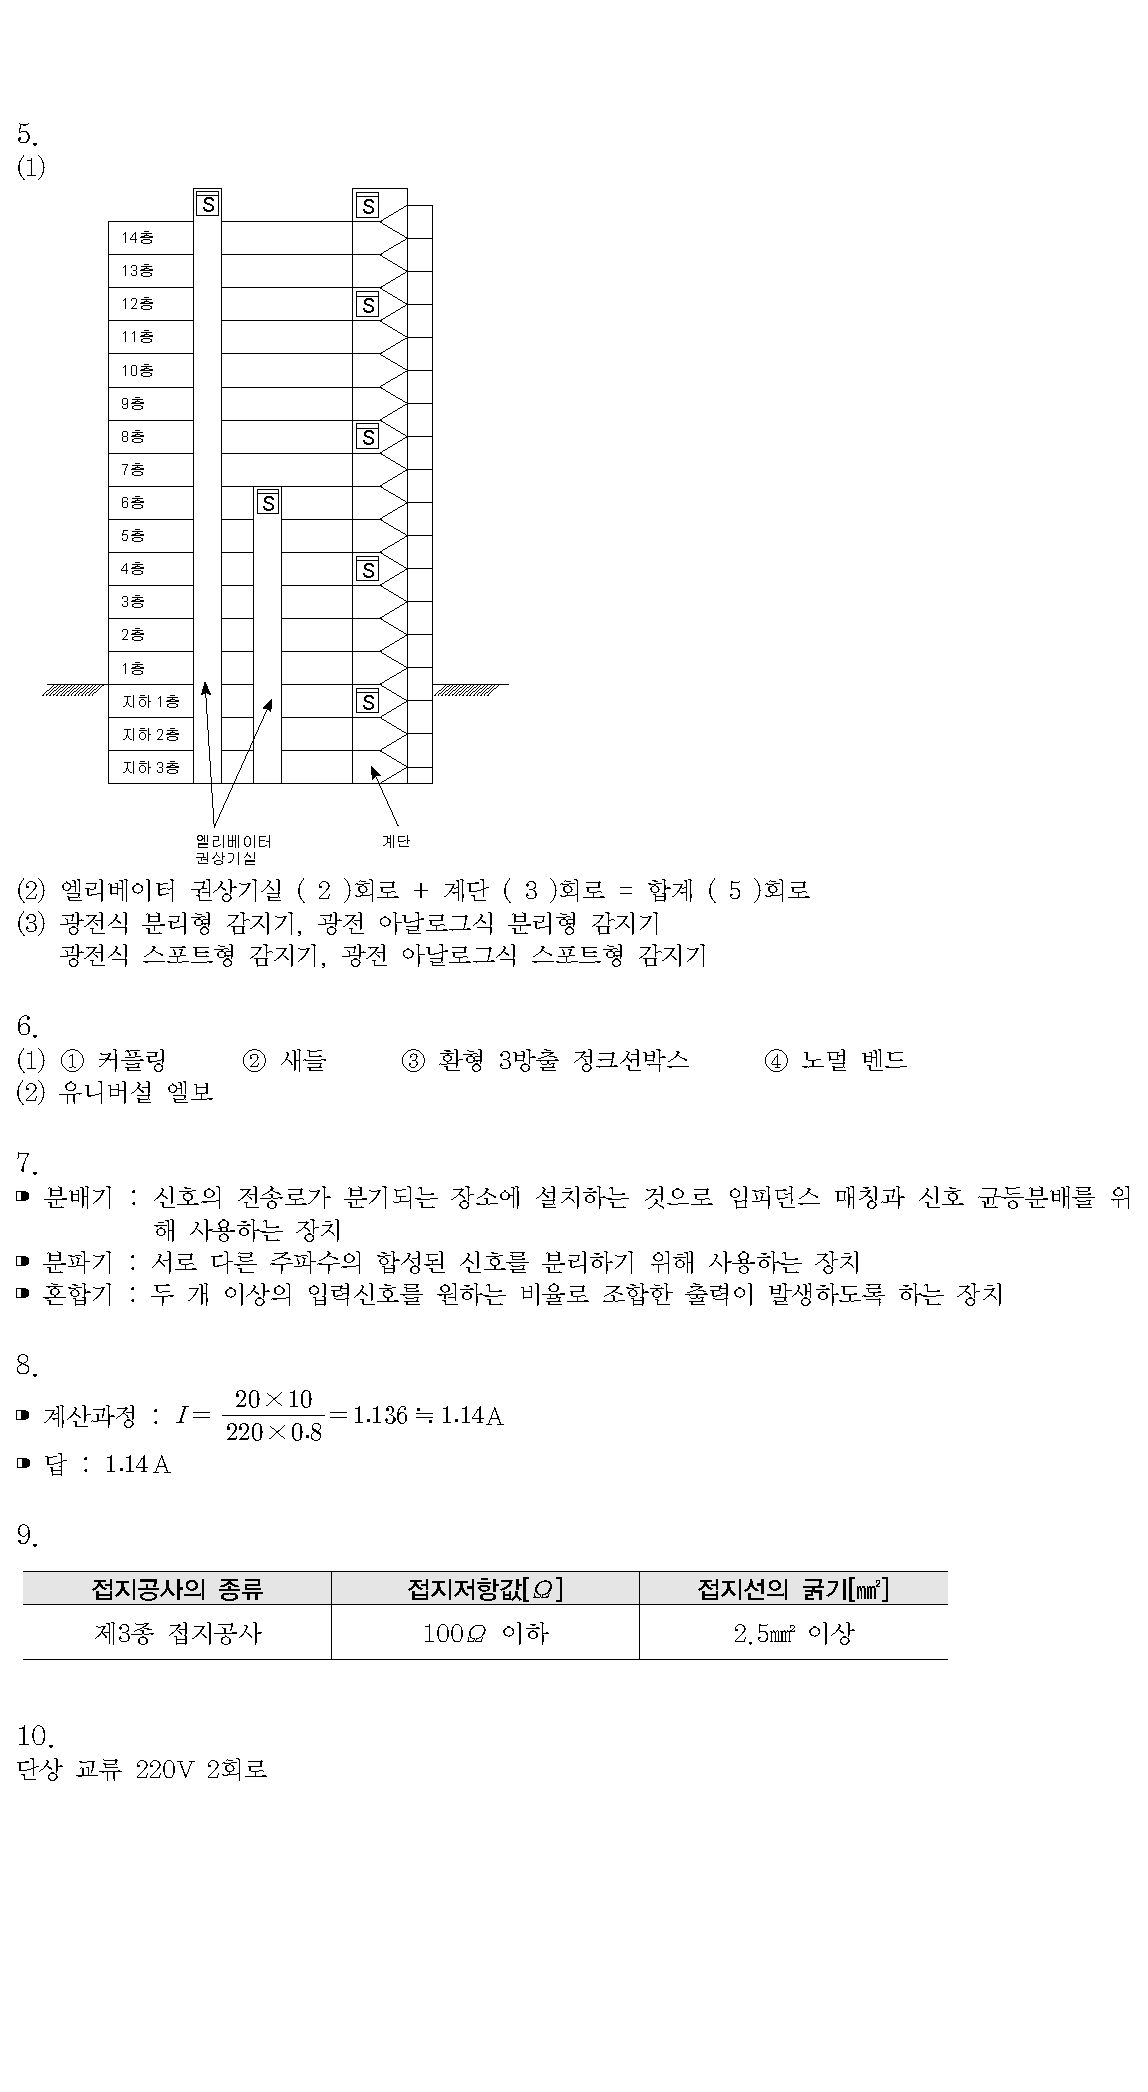 5.
(1)
S S
14층
13층
12층 S
11층
10층
9층
8층 S
7층
6층 S
5층
4층 S
3층
2층
1층
지하 1층 S
지하 2층
지하 3층
엘리베이터 계단
권상기실
(2) 엘리베이터 권상기실 ( 2 )회로 + 계단 ( 3 )회로 = 합계 ( 5 )회로
(3) 광전식 분리형 감지기, 광전 아날로그식 분리형 감지기
광전식 스포트형 감지기, 광전 아날로그식 스포트형 감지기
6.
(1) ① 커플링 ② 새들 ③ 환형 3방출 정크션박스 ④ 노멀 벤드
(2) 유니버설 엘보
7.
분배기 : 신호의 전송로가 분기되는 장소에 설치하는 것으로 임피던스 매칭과 신호 균등분배를 위
해 사용하는 장치
분파기 : 서로 다른 주파수의 합성된 신호를 분리하기 위해 사용하는 장치
혼합기 : 두 개 이상의 입력신호를 원하는 비율로 조합한 출력이 발생하도록 하는 장치
8.
계산과정 : I = 20×10 / 220×0.8 = 1.136 ≒ 1.14A
답 : 1.14A
9.
접지공사의 종류 접지저항값[Ω] 접지선의 굵기[㎟]
제3종 접지공사 100Ω 이하 2.5㎟ 이상
10.
단상 교류 220V 2회로